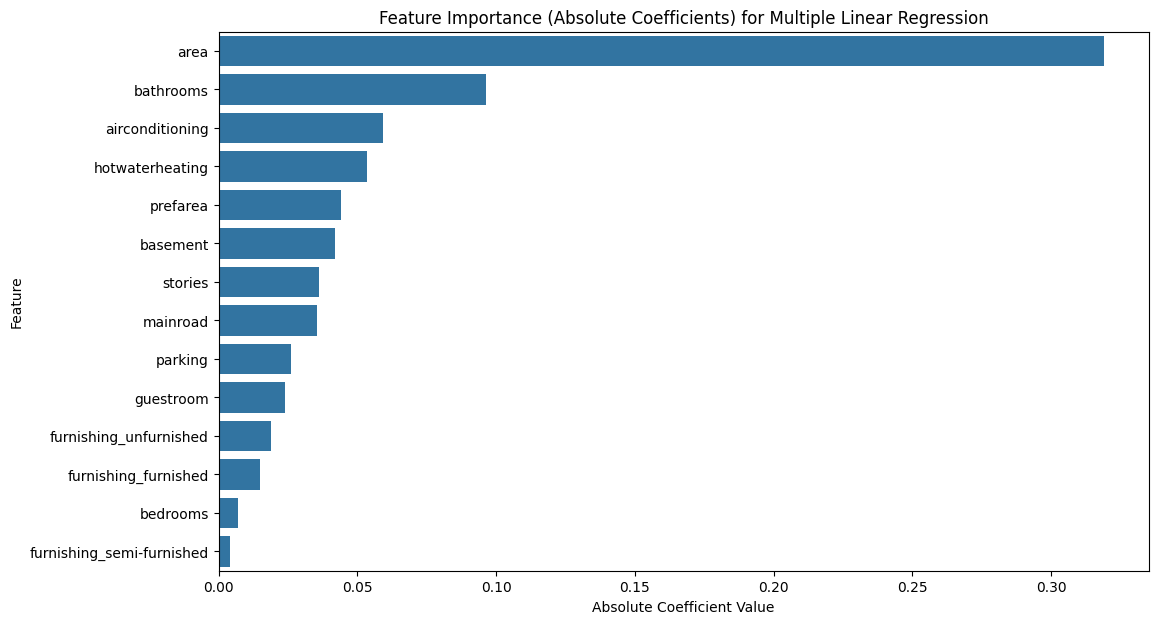 Feature Importance (Absolute Coefficients) for Multiple Linear Regression
Feature
area
bathrooms
airconditioning
hotwaterheating
prefarea
basement
stories
mainroad
parking
guestroom
furnishing_unfurnished
furnishing_furnished
bedrooms
furnishing_semi-furnished
0.00 0.05 0.10 0.15 0.20 0.25 0.30
Absolute Coefficient Value